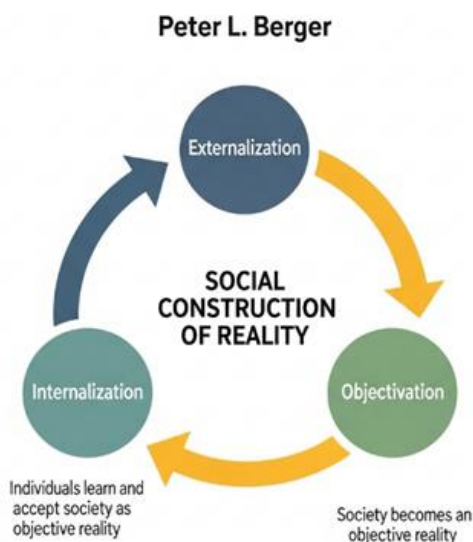 Peter L. Berger
Externalization
SOCIAL
CONSTRUCTION
OF REALITY
Internalization
Objectivation
Individuals learn and
accept society as
objective reality
Society becomes an
objective reality